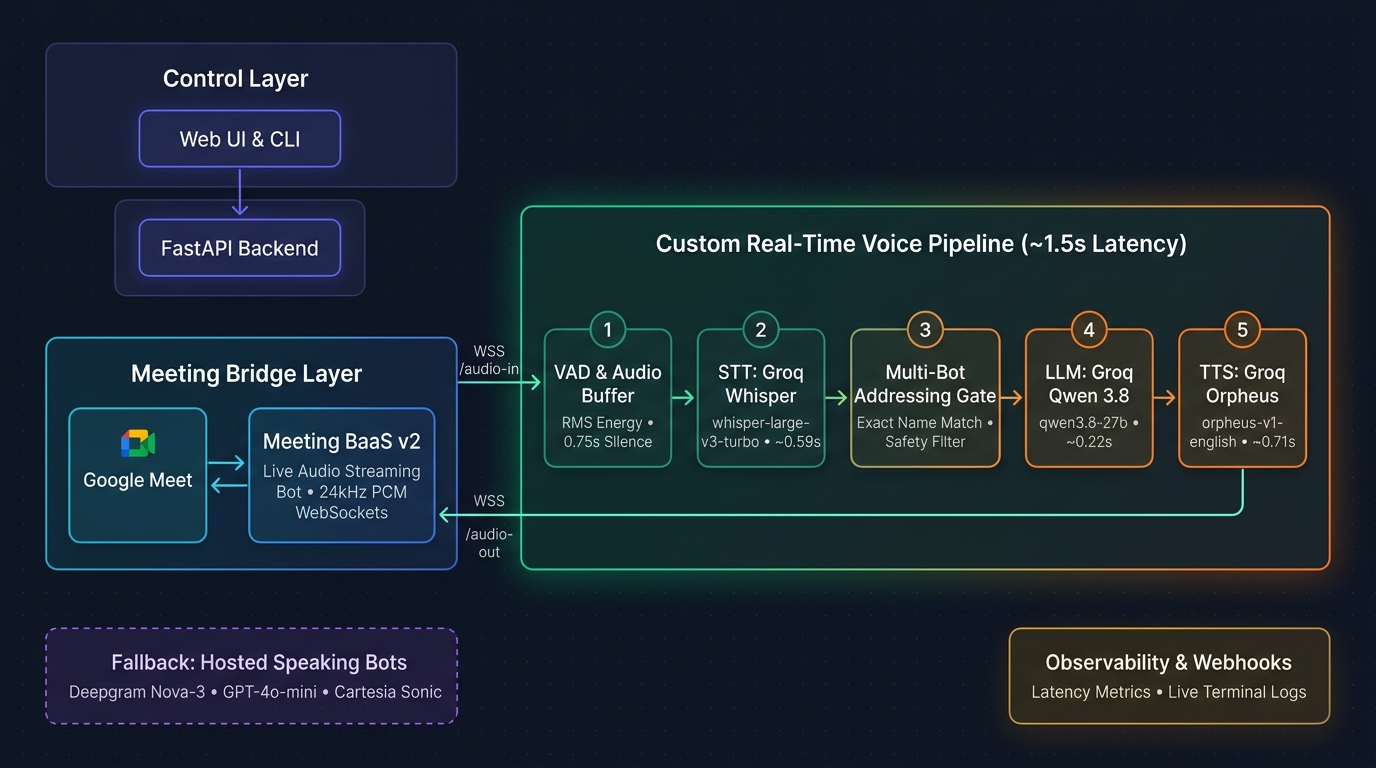 Control Layer
Web UI & CLI
FastAPI Backend
Custom Real-Time Voice Pipeline (~1.5s Latency)
Meeting Bridge Layer
Google Meet
Meeting BaaS v2
Live Audio Streaming
Bot • 24kHz PCM
WebSockets
WSS
/audio-in
WSS
/audio-
out
1
VAD & Audio
Buffer
RMS Energy •
0.75s Silence
2
STT: Groq
Whisper
whisper-large-
v3-turbo • ~0.59s
3
Multi-Bot
Addressing Gate
Exact Name Match •
Safety Filter
4
LLM: Groq
Qwen 3.8
qwen3.8-27b •
~0.22s
5
TTS: Groq
Orpheus
orpheus-v1-
english • ~0.71s
Fallback: Hosted Speaking Bots
Deepgram Nova-3 • GPT-4o-mini • Cartesia Sonic
Observability & Webhooks
Latency Metrics • Live Terminal Logs